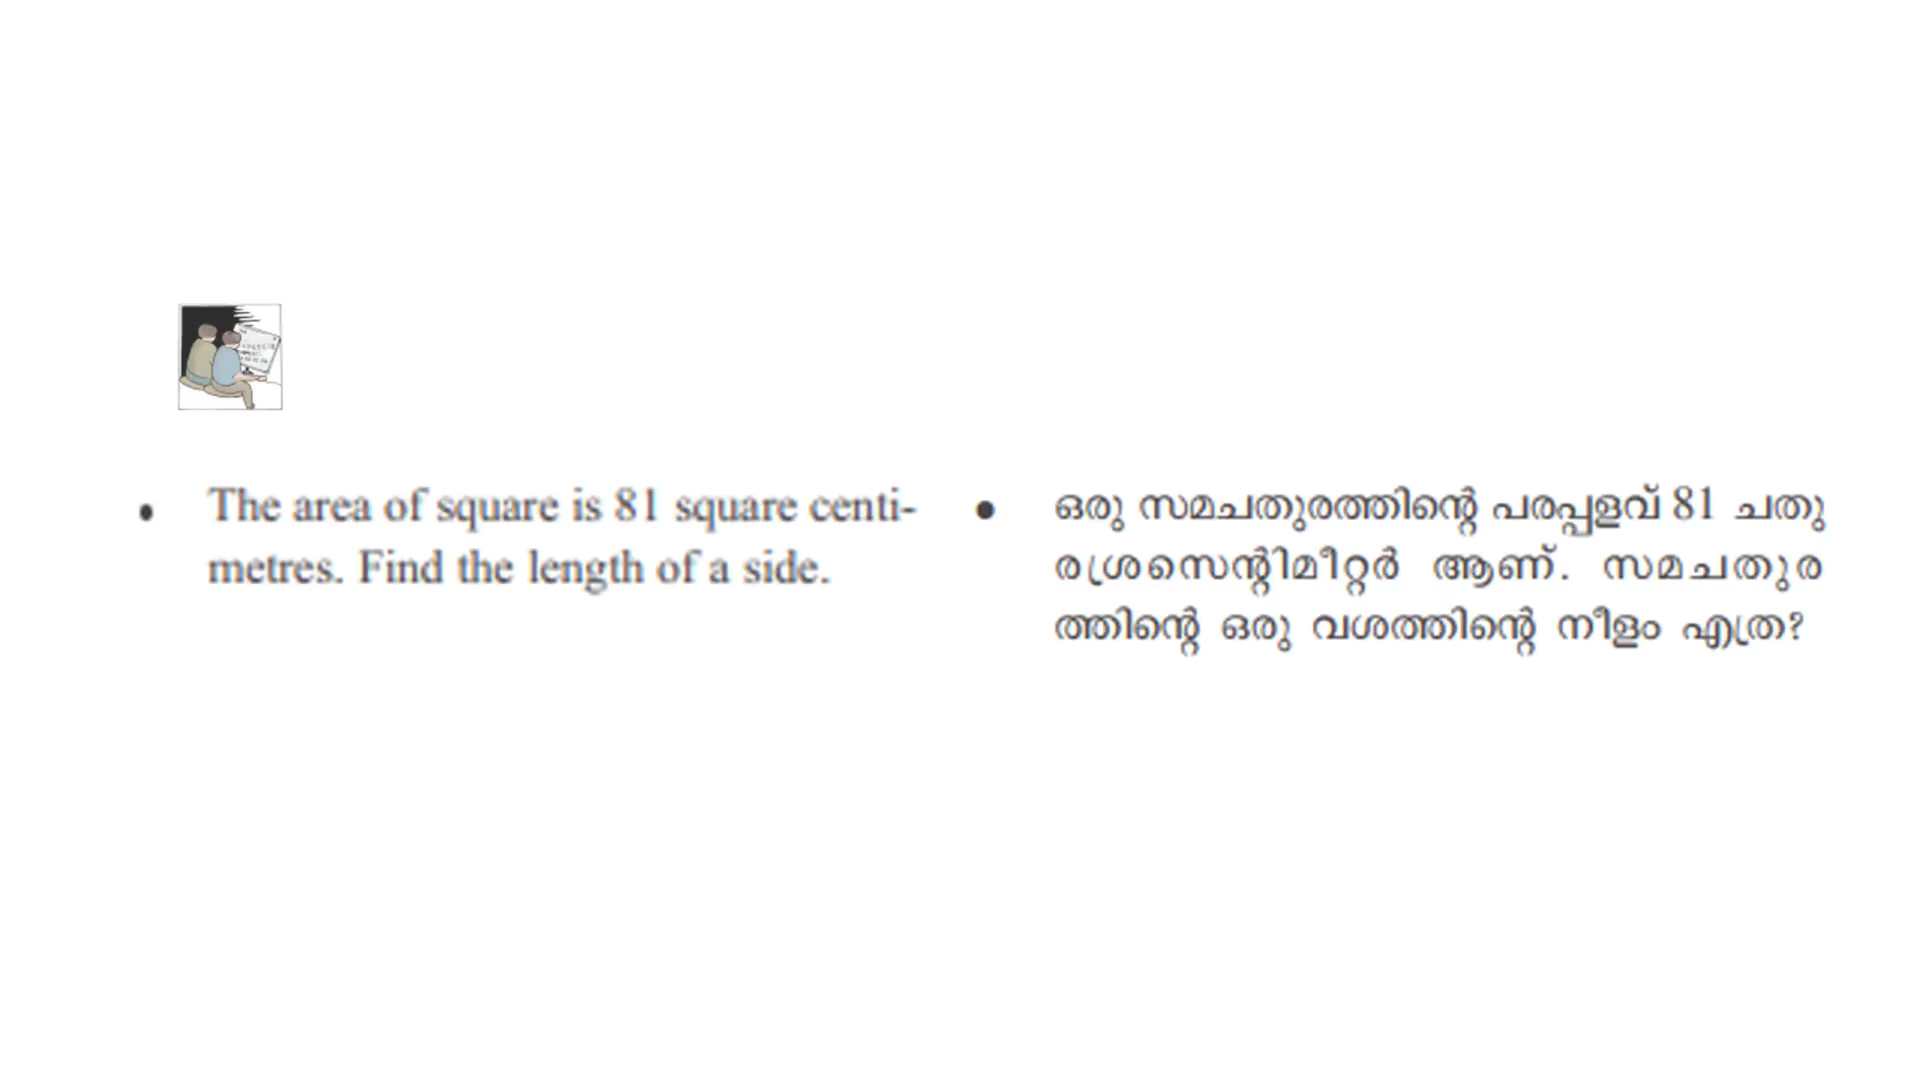 The area of square is 81 square centi-
metres. Find the length of a side.
ഒരു സമചതുരത്തിന്റെ പരപ്പളവ് 81 ചതു
രശ്രസെന്റിമീറ്റർ ആണ്. സമചതുര
ത്തിന്റെ ഒരു വശത്തിന്റെ നീളം എത്ര?